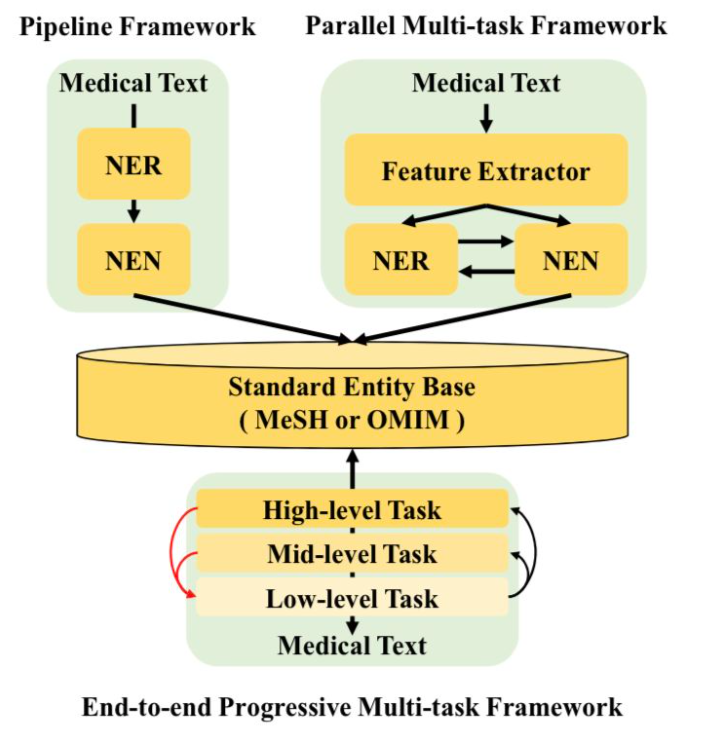 Pipeline Framework
Parallel Multi-task Framework
Medical Text
NER
NEN
Medical Text
Feature Extractor
NER
NEN
Standard Entity Base
( MeSH or OMIM )
High-level Task
Mid-level Task
Low-level Task
Medical Text
End-to-end Progressive Multi-task Framework